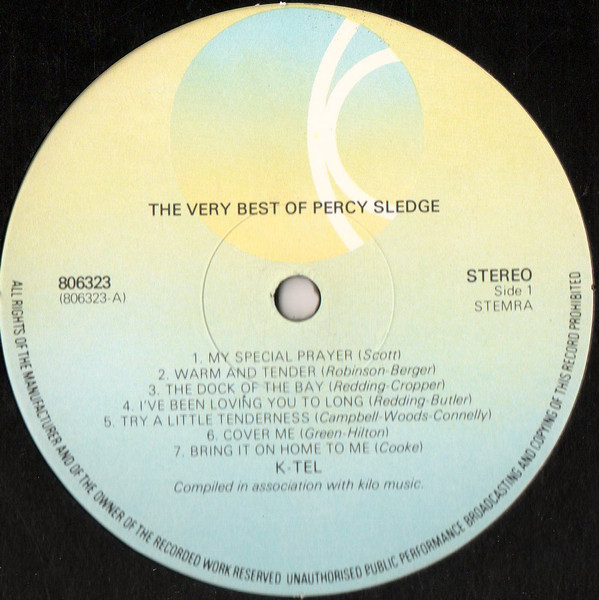 THE VERY BEST OF PERCY SLEDGE
806323
(806323-A)
STEREO
Side 1
STEMRA
1. MY SPECIAL PRAYER (Scott)
2. WARM AND TENDER (Robinson-Berger)
3. THE DOCK OF THE BAY (Redding-Cropper)
4. I'VE BEEN LOVING YOU TO LONG (Redding-Butler)
5. TRY A LITTLE TENDERNESS (Campbell-Woods-Connelly)
6. COVER ME (Green-Hilton)
7. BRING IT ON HOME TO ME (Cooke)
K-TEL
Compiled in association with kilo music.
ALL RIGHTS OF THE MANUFACTURER AND OF THE OWNER OF THE RECORDED WORK RESERVED UNAUTHORISED PUBLIC PERFORMANCE BROADCASTING AND COPYING OF THIS RECORD PROHIBITED